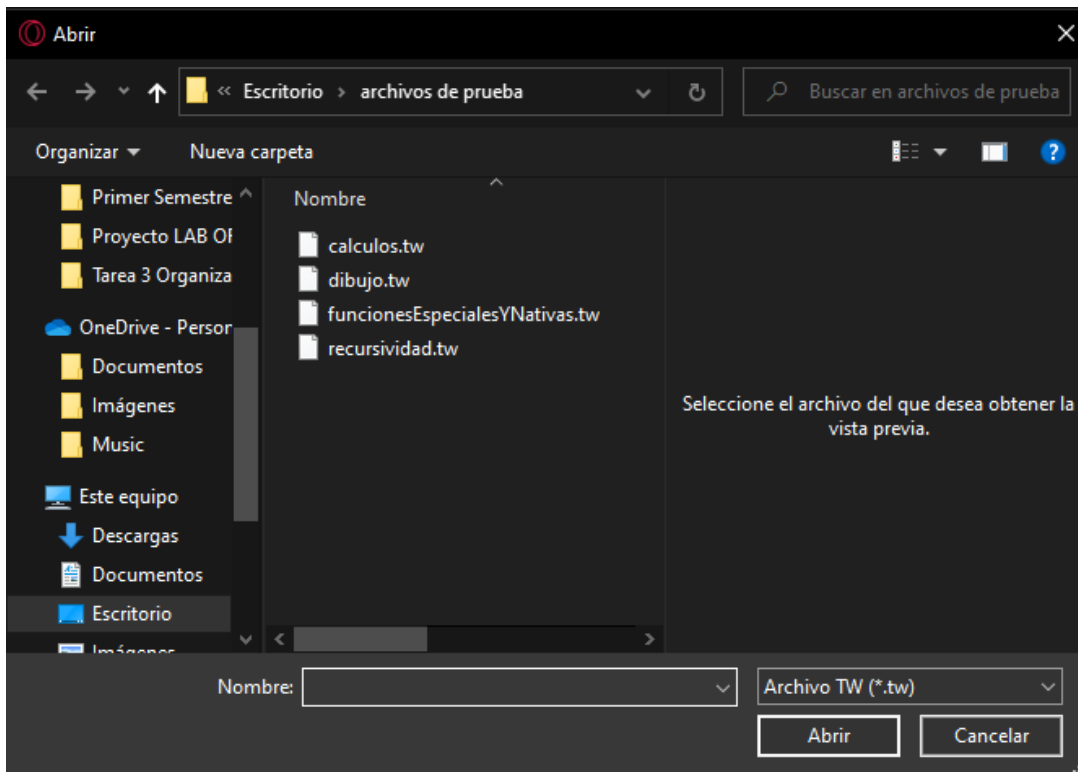 Abrir
Escritorio > archivos de prueba
Buscar en archivos de prueba
Organizar
Nueva carpeta
Primer Semestre
Proyecto LAB
Tarea 3 Organiza
OneDrive - Person
Documentos
Imágenes
Music
Este equipo
Descargas
Documentos
Escritorio
Imágenes
Nombre
calculos.tw
dibujo.tw
funcionesEspecialesYNativas.tw
recursividad.tw
Seleccione el archivo del que desea obtener la
vista previa.
Nombre:
Archivo TW (*.tw)
Abrir
Cancelar